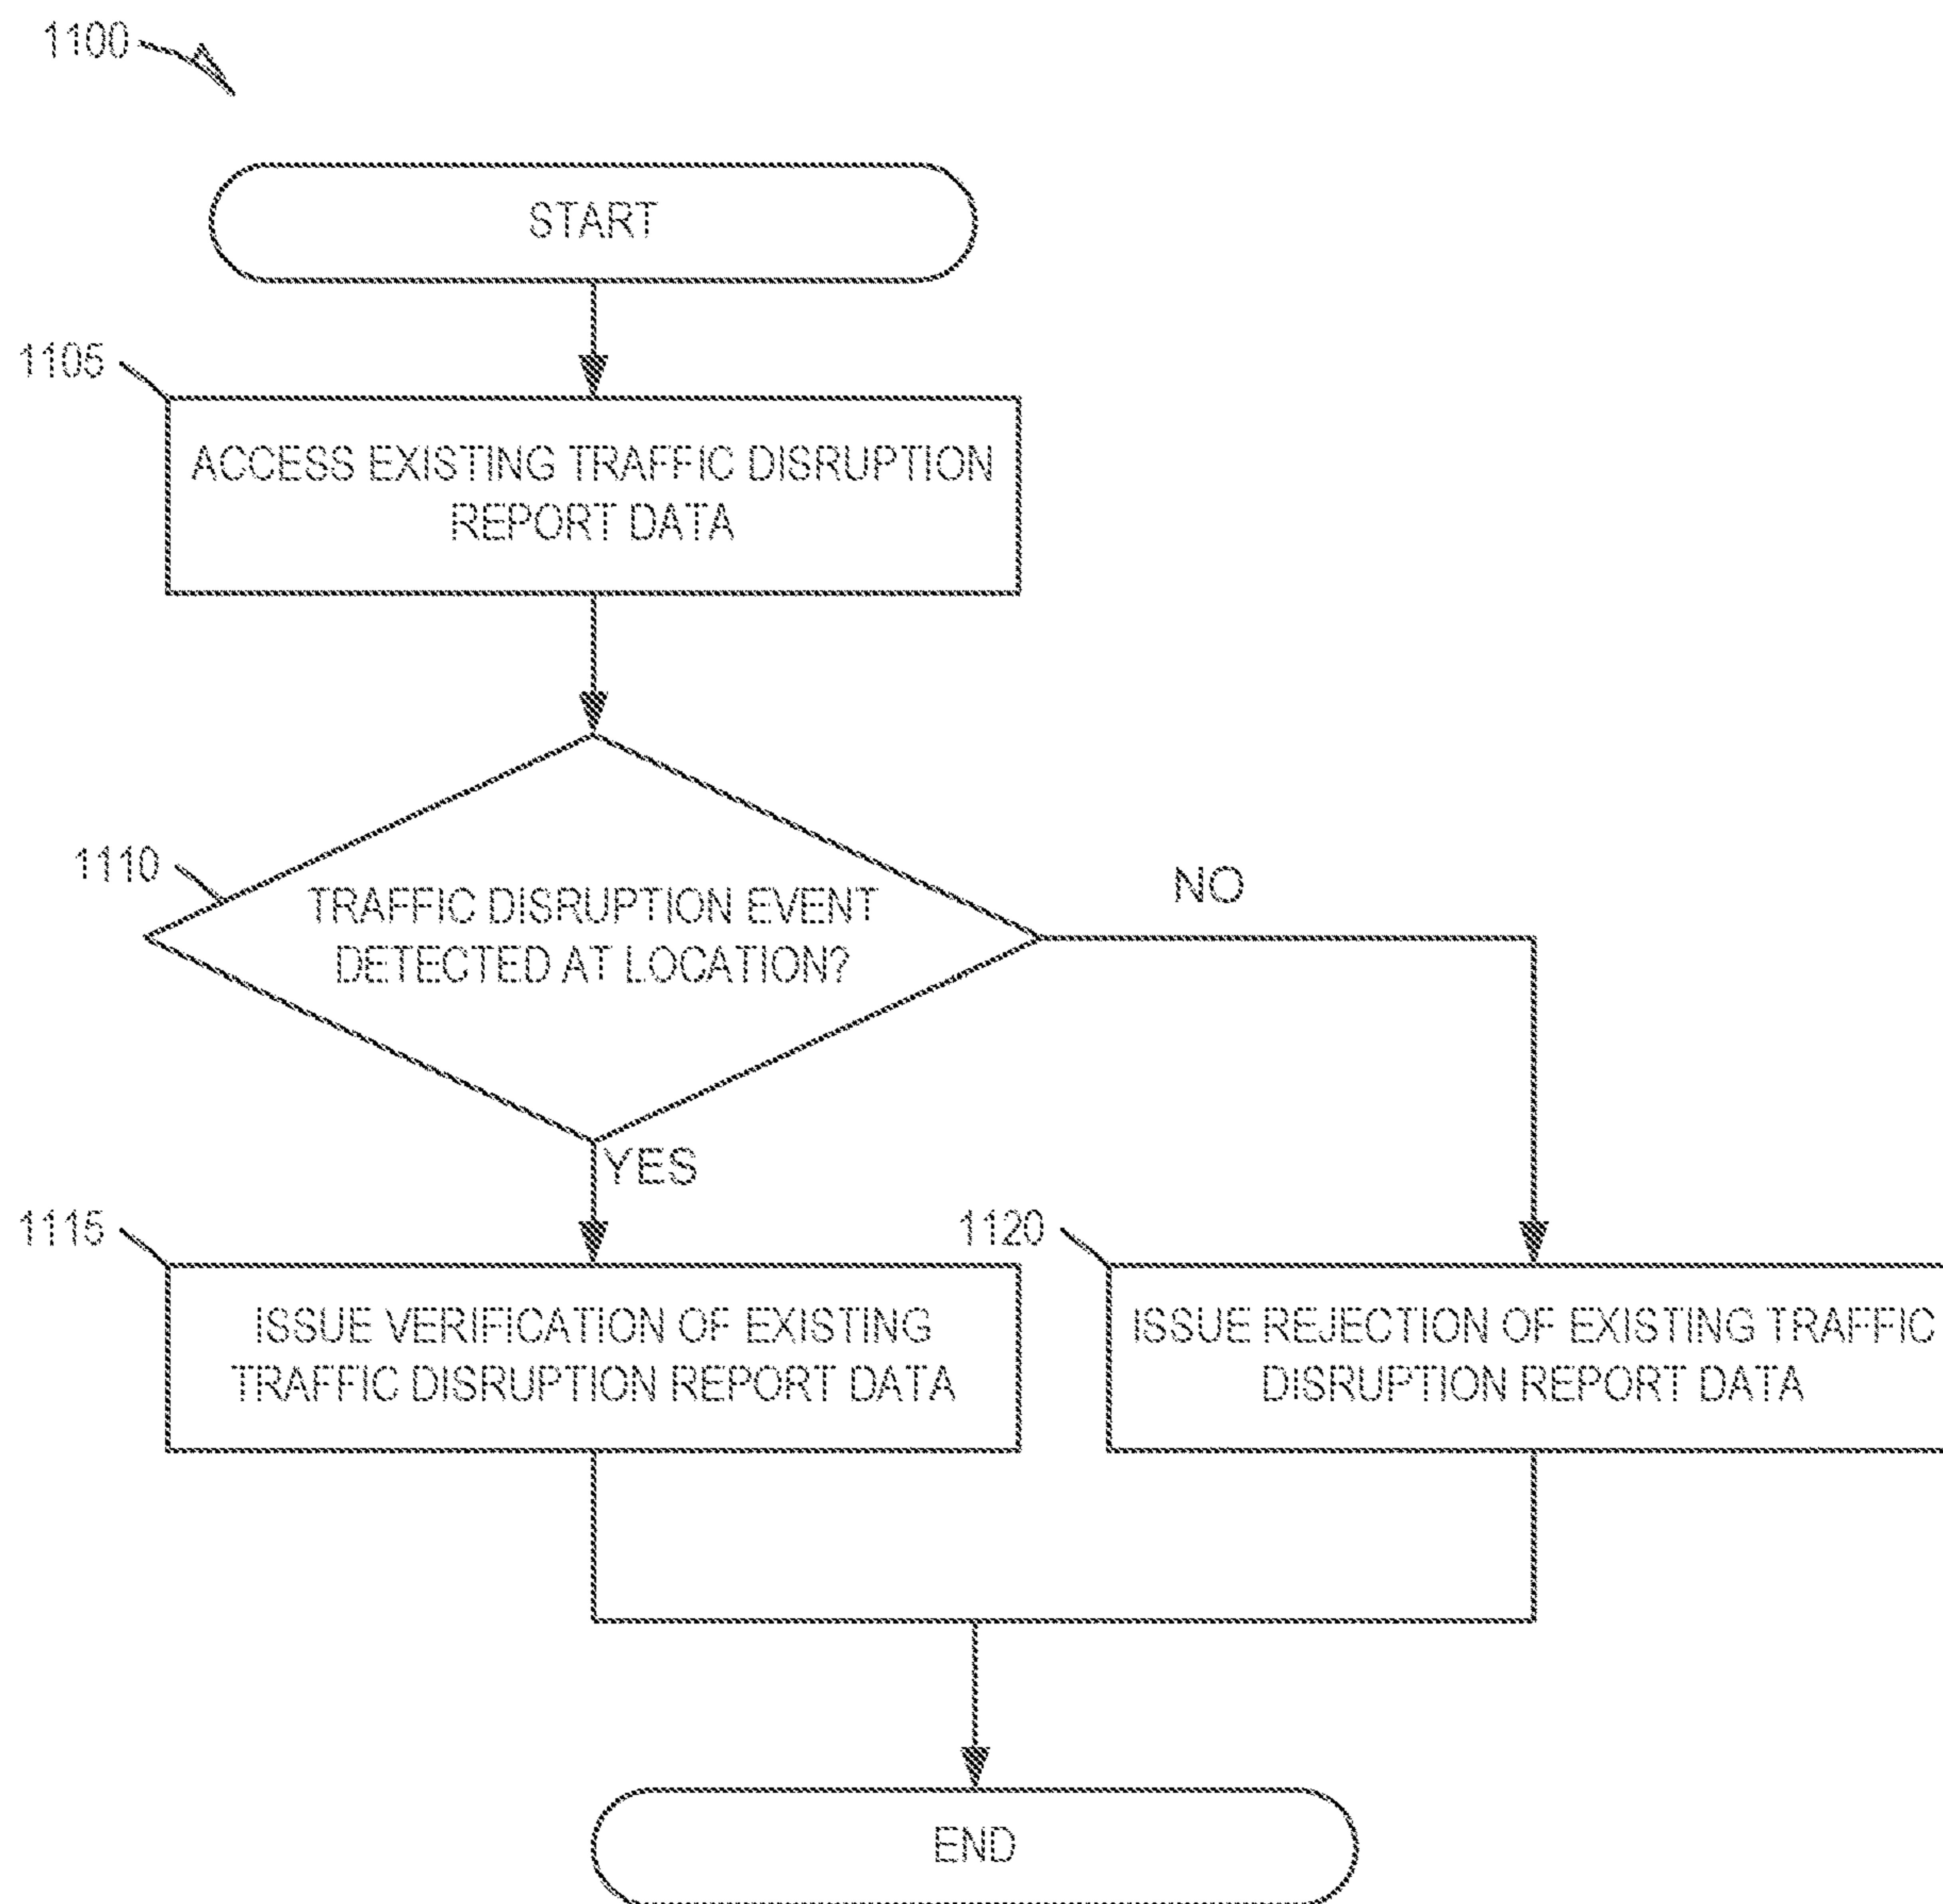 1100
START
1105
ACCESS EXISTING TRAFFIC DISRUPTION
REPORT DATA
1110
TRAFFIC DISRUPTION EVENT
DETECTED AT LOCATION?
NO
YES
1115
ISSUE VERIFICATION OF EXISTING
TRAFFIC DISRUPTION REPORT DATA
1120
ISSUE REJECTION OF EXISTING TRAFFIC
DISRUPTION REPORT DATA
END